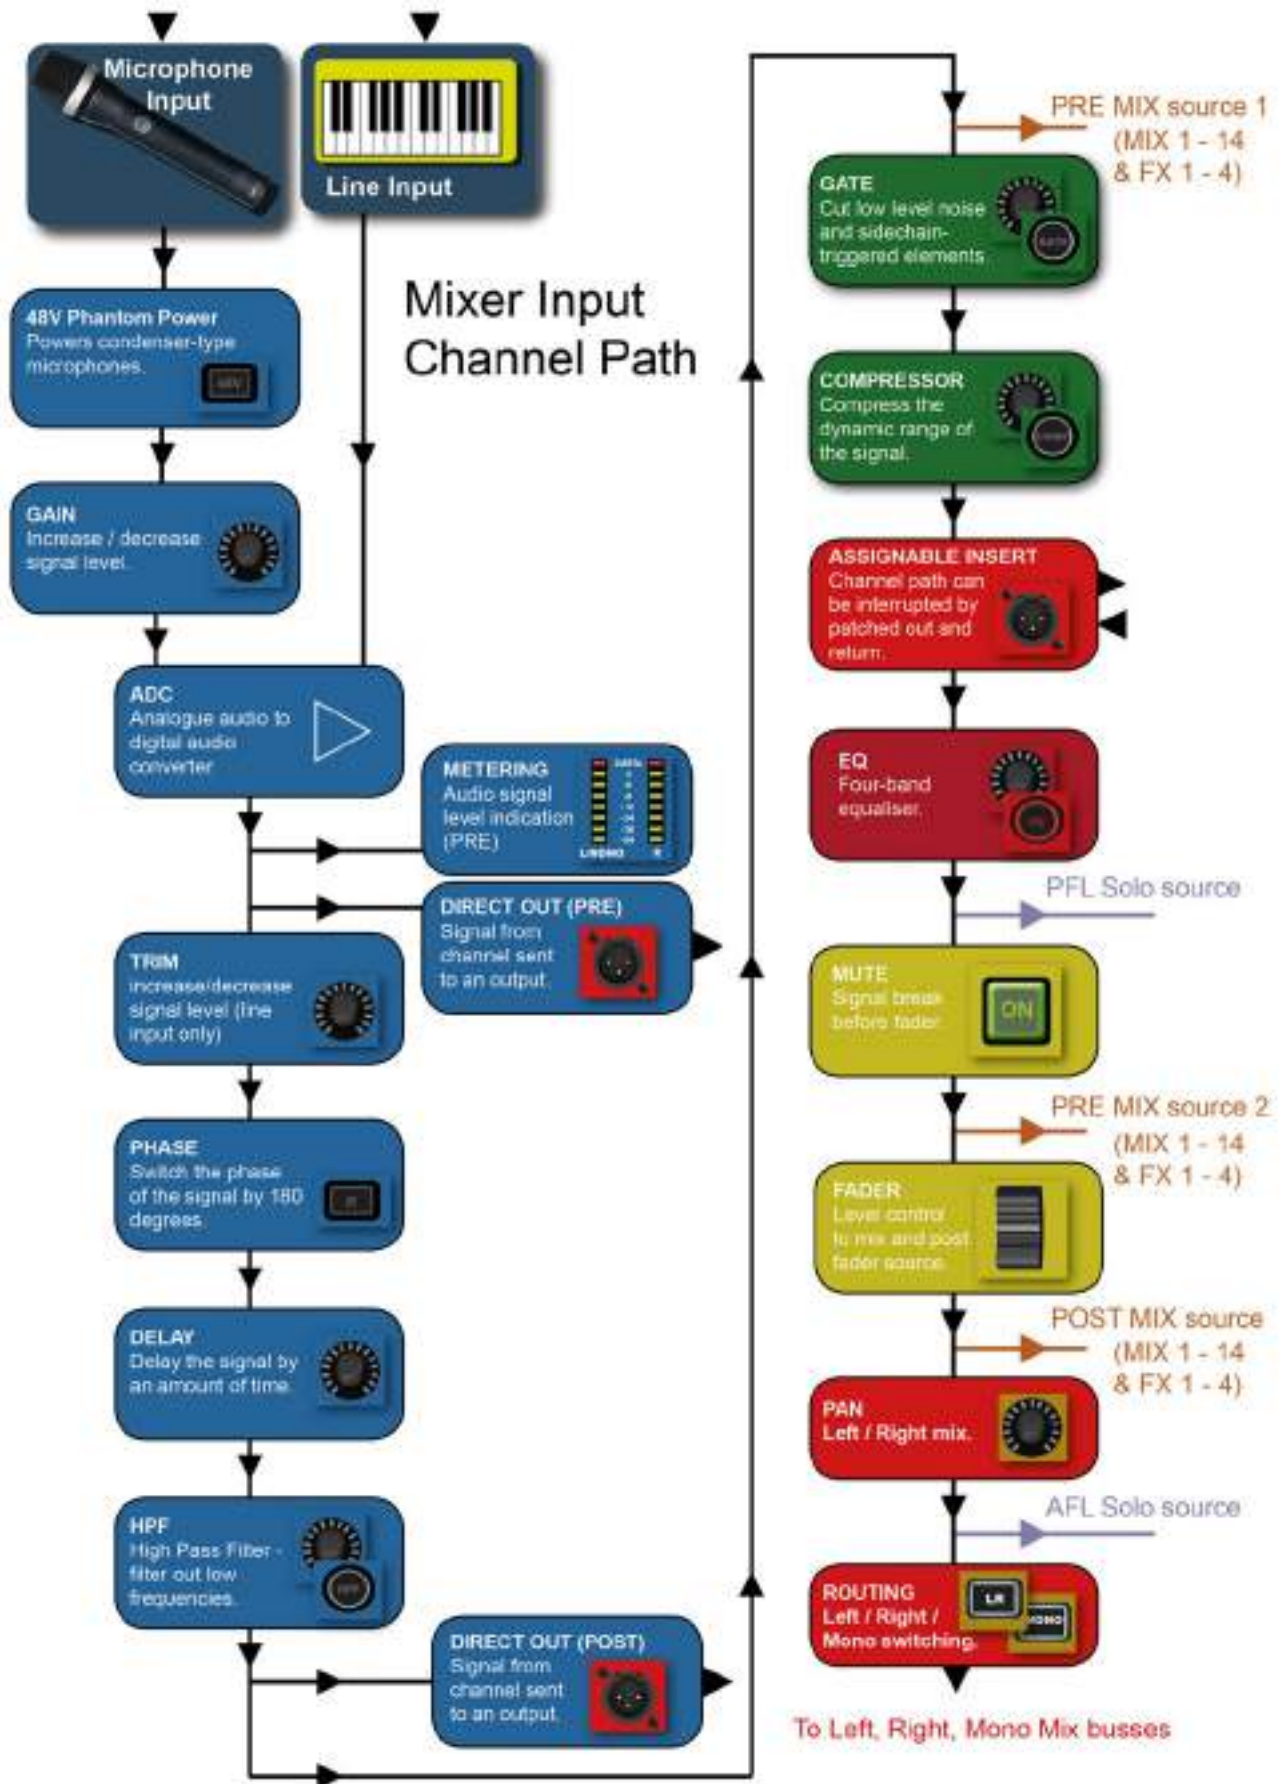 Microphone
Input
Line Input
Mixer Input
Channel Path
48V Phantom Power
Powers condenser-type
microphones.
48V
GAIN
Increase / decrease
signal level.
ADC
Analogue audio to
digital audio
converter
METERING
Audio signal
level indication
(PRE)
L/MONO
R
DIRECT OUT (PRE)
Signal from
channel sent
to an output.
TRIM
increase/decrease
signal level (line
input only)
PHASE
Switch the phase
of the signal by 180
degrees.
DELAY
Delay the signal by
an amount of time.
HPF
High Pass Filter -
filter out low
frequencies.
HPF
DIRECT OUT (POST)
Signal from
channel sent
to an output.
PRE MIX source 1
(MIX 1 - 14
& FX 1 - 4)
GATE
Cut low level noise
and sidechain-
triggered elements
COMPRESSOR
Compress the
dynamic range of
the signal.
ASSIGNABLE INSERT
Channel path can
be interrupted by
patched out and
return.
EQ
Four-band
equaliser.
PFL Solo source
MUTE
Signal break
before fader.
ON
PRE MIX source 2
(MIX 1 - 14
& FX 1 - 4)
FADER
Level control
to mix and post
fader source.
POST MIX source
(MIX 1 - 14
& FX 1 - 4)
PAN
Left / Right mix.
AFL Solo source
ROUTING
Left / Right /
Mono switching.
LR
MONO
To Left, Right, Mono Mix busses